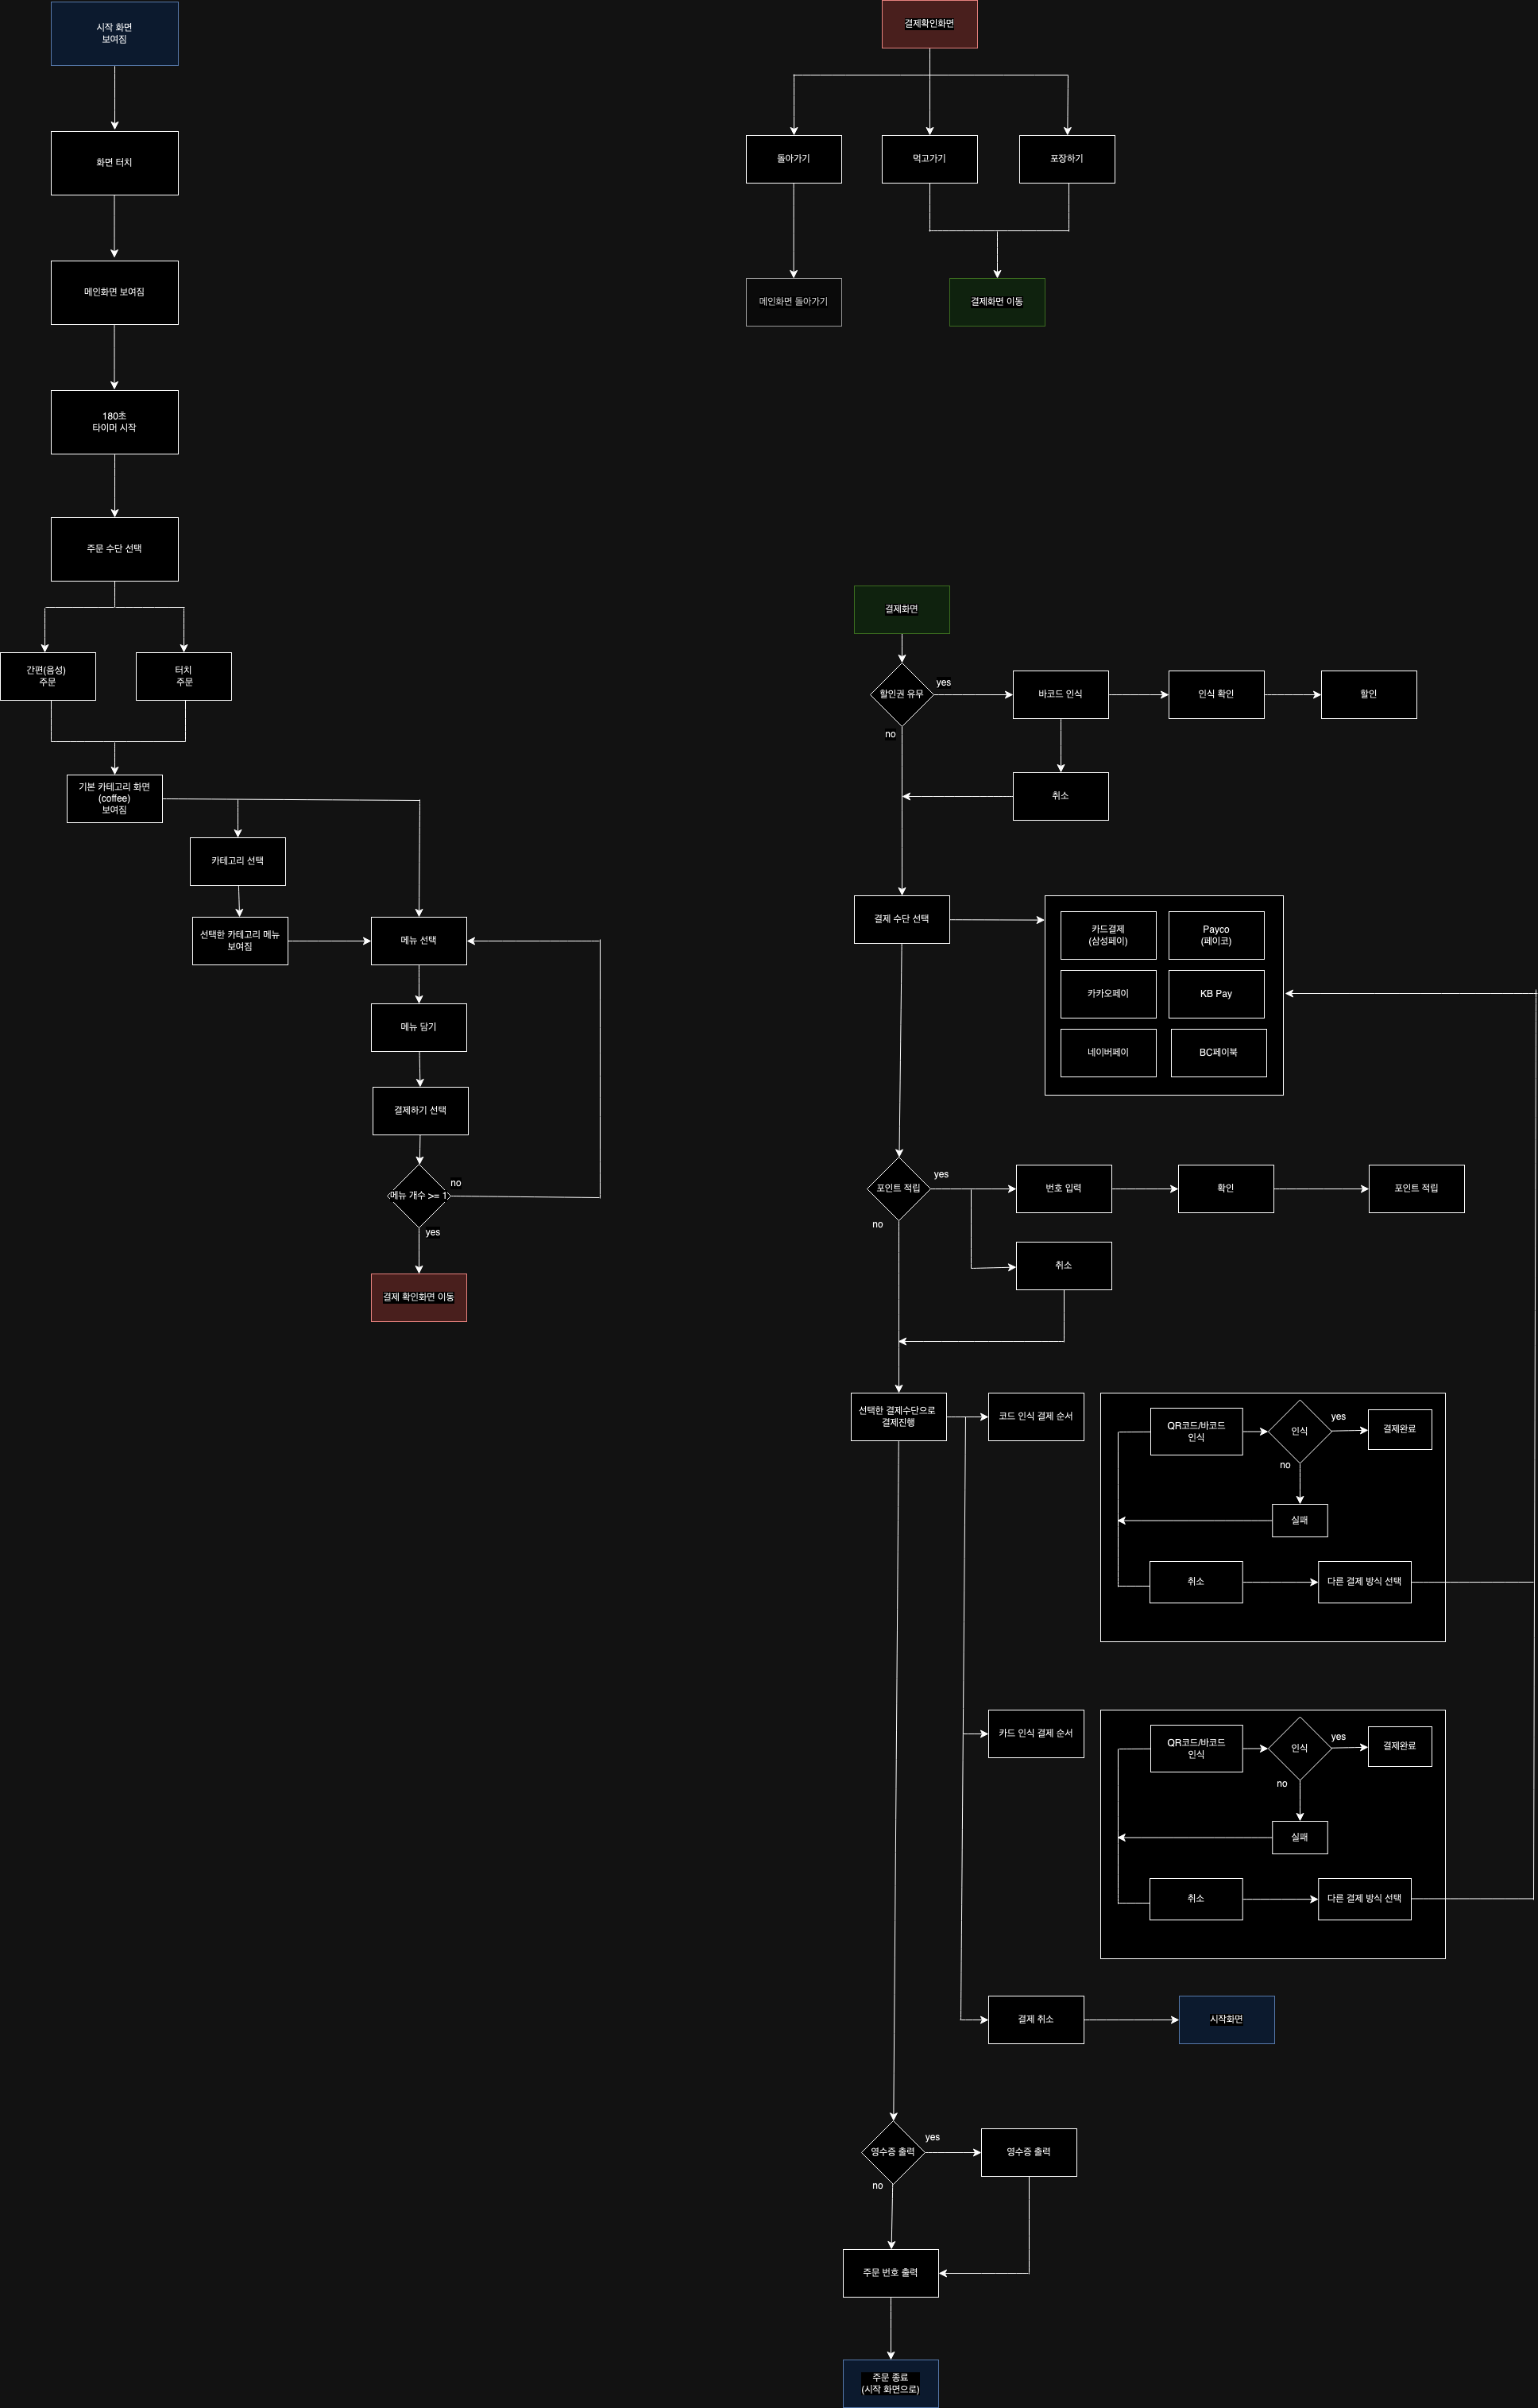 시작 화면
보여짐
화면 터치
메인화면 보여짐
180초
타이머 시작
주문 수단 선택
간편(음성)
주문
터치
주문
기본 카테고리 화면
(coffee)
보여짐
카테고리 선택
선택한 카테고리 메뉴
보여짐
메뉴 선택
메뉴 담기
결제하기 선택
메뉴 개수 >= 1
no
yes
결제 확인화면 이동
결제확인화면
돌아가기
먹고가기
포장하기
메인화면 돌아가기
결제화면 이동
결제화면
할인권 유무
yes
no
바코드 인식
인식 확인
할인
취소
결제 수단 선택
카드결제
(삼성페이)
Payco
(페이코)
카카오페이
KB Pay
네이버페이
BC페이북
포인트 적립
yes
no
번호 입력
확인
포인트 적립
취소
선택한 결제수단으로
결제진행
코드 인식 결제 순서
QR코드/바코드
인식
인식
yes
no
결제완료
실패
취소
다른 결제 방식 선택
카드 인식 결제 순서
QR코드/바코드
인식
인식
yes
no
결제완료
실패
취소
다른 결제 방식 선택
결제 취소
시작화면
영수증 출력
yes
no
영수증 출력
주문 번호 출력
주문 종료
(시작 화면으로)